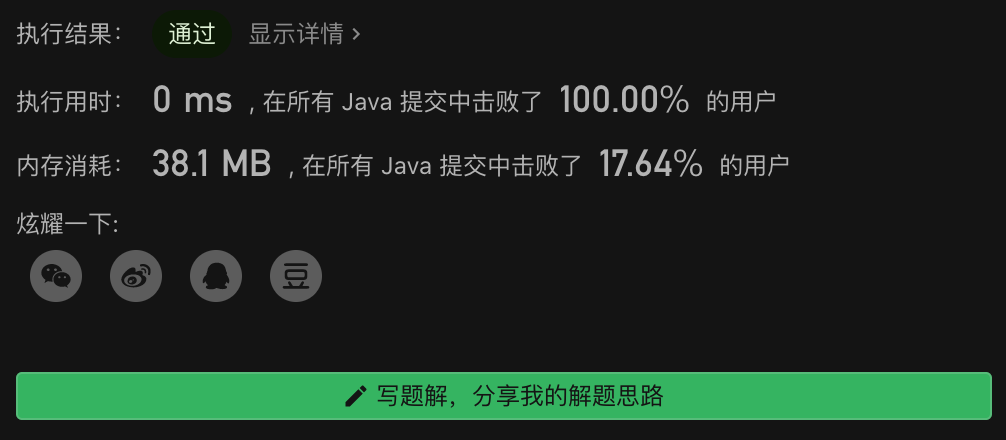 执行结果： 通过 显示详情 >
执行用时： 0 ms , 在所有 Java 提交中击败了 100.00% 的用户
内存消耗： 38.1 MB , 在所有 Java 提交中击败了 17.64% 的用户
炫耀一下:
豆
写题解，分享我的解题思路